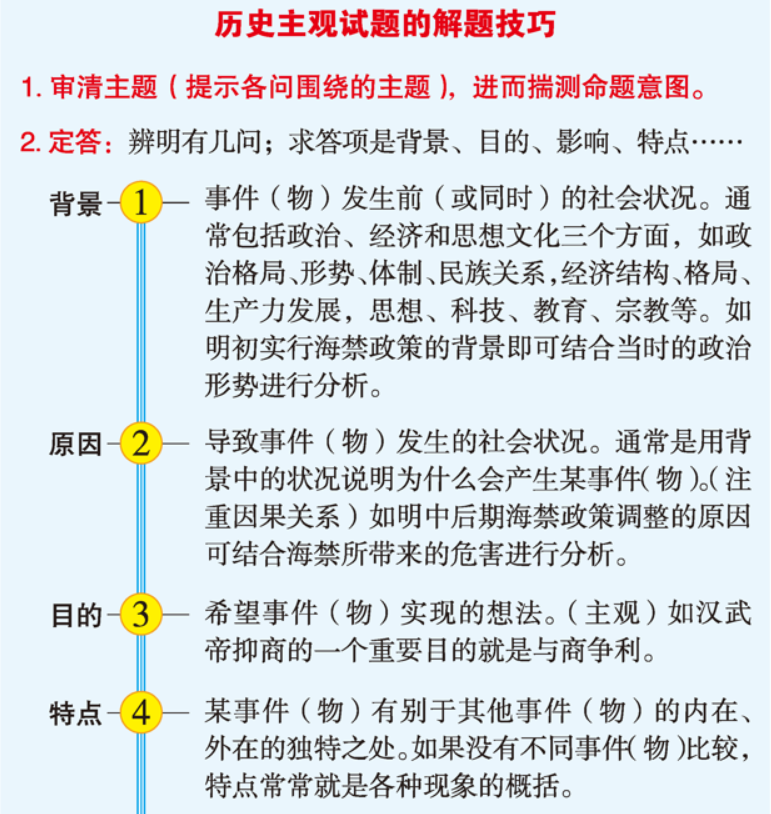 历史主观试题的解题技巧
1. 审清主题（提示各问围绕的主题），进而揣测命题意图。
2. 定答：辨明有几问；求答项是背景、目的、影响、特点……
背景 1 事件（物）发生前（或同时）的社会状况。通
常包括政治、经济和思想文化三个方面，如政
治格局、形势、体制、民族关系，经济结构、格局、
生产力发展，思想、科技、教育、宗教等。如
明初实行海禁政策的背景即可结合当时的政治
形势进行分析。
原因 2 导致事件（物）发生的社会状况。通常是用背
景中的状况说明为什么会产生某事件（物）。（注
重因果关系）如明中后期海禁政策调整的原因
可结合海禁所带来的危害进行分析。
目的 3 希望事件（物）实现的想法。（主观）如汉武
帝抑商的一个重要目的就是与商争利。
特点 4 某事件（物）有别于其他事件（物）的内在、
外在的独特之处。如果没有不同事件（物）比较，
特点常常就是各种现象的概括。